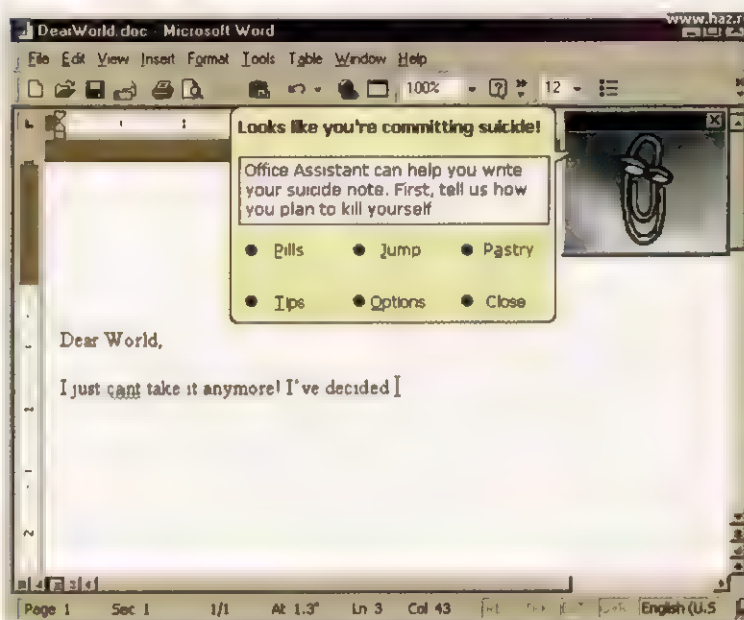 www.haz.r
DearWorld.doc - Microsoft Word
File Edit View Insert Format Tools Table Window Help
100% 12
Looks like you're committing suicide!
Office Assistant can help you write
your suicide note. First, tell us how
you plan to kill yourself
Pills Jump Pastry
Tips Options Close
Dear World,
I just cant take it anymore! I've decided
Page 1 Sec 1 1/1 At 1.3" Ln 3 Col 43 English (U.S